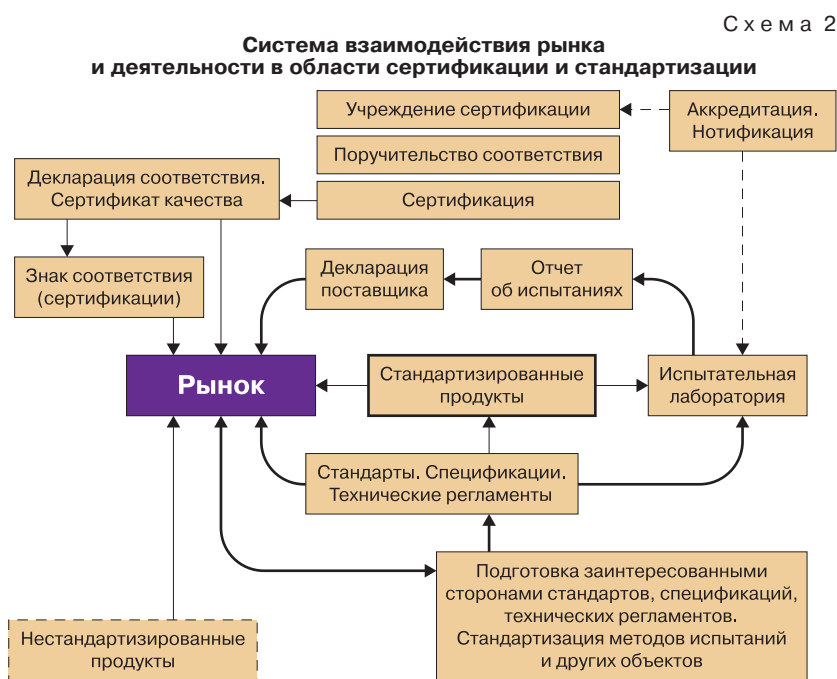 Схема 2
Система взаимодействия рынка
и деятельности в области сертификации и стандартизации
Учреждение сертификации
Аккредитация.
Нотификация
Поручительство соответствия
Декларация соответствия.
Сертификат качества
Сертификация
Знак соответствия
(сертификации)
Декларация
поставщика
Отчет
об испытаниях
Рынок
Стандартизированные
продукты
Испытательная
лаборатория
Стандарты. Спецификации.
Технические регламенты
Подготовка заинтересованными
сторонами стандартов, спецификаций,
технических регламентов.
Стандартизация методов испытаний
и других объектов
Нестандартизированные
продукты